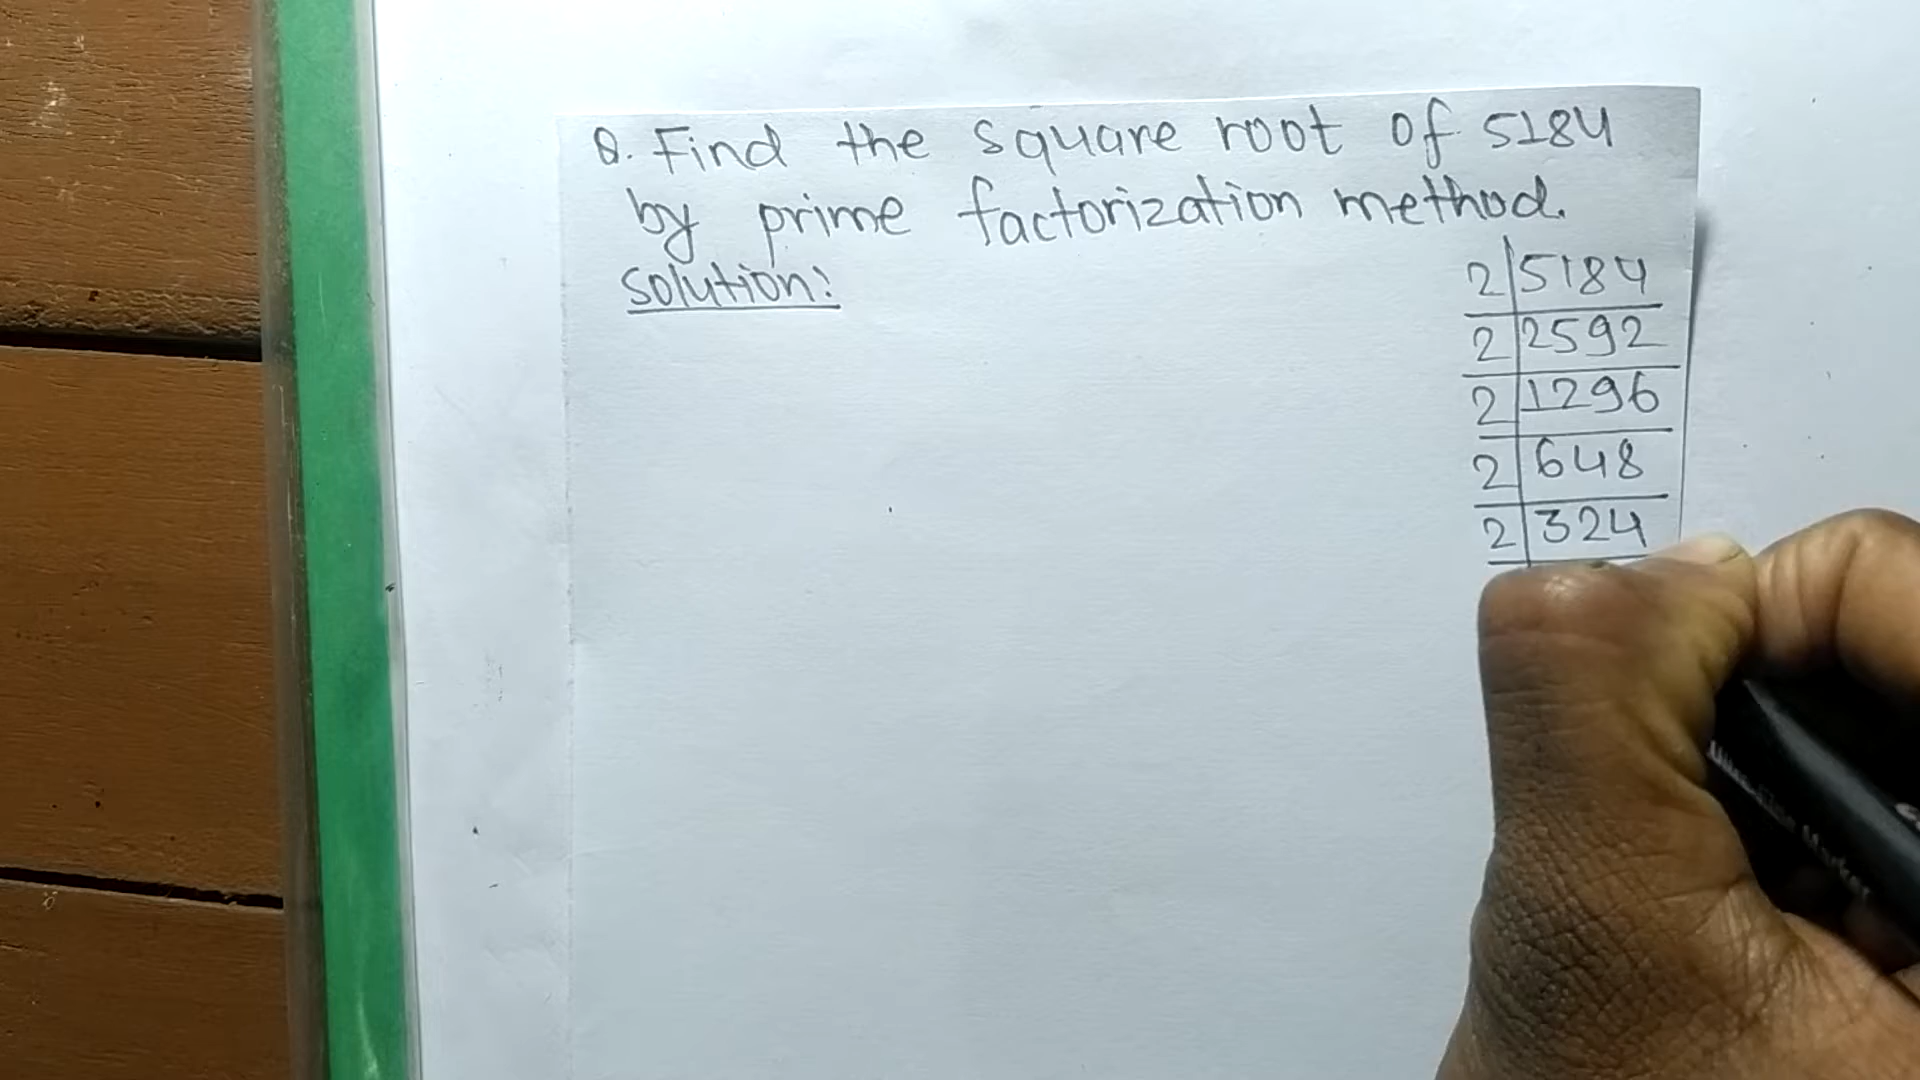 Q. Find the square root of 5184
by prime factorization method.
Solution:
2 5184
2 2592
2 1296
2 648
2 324